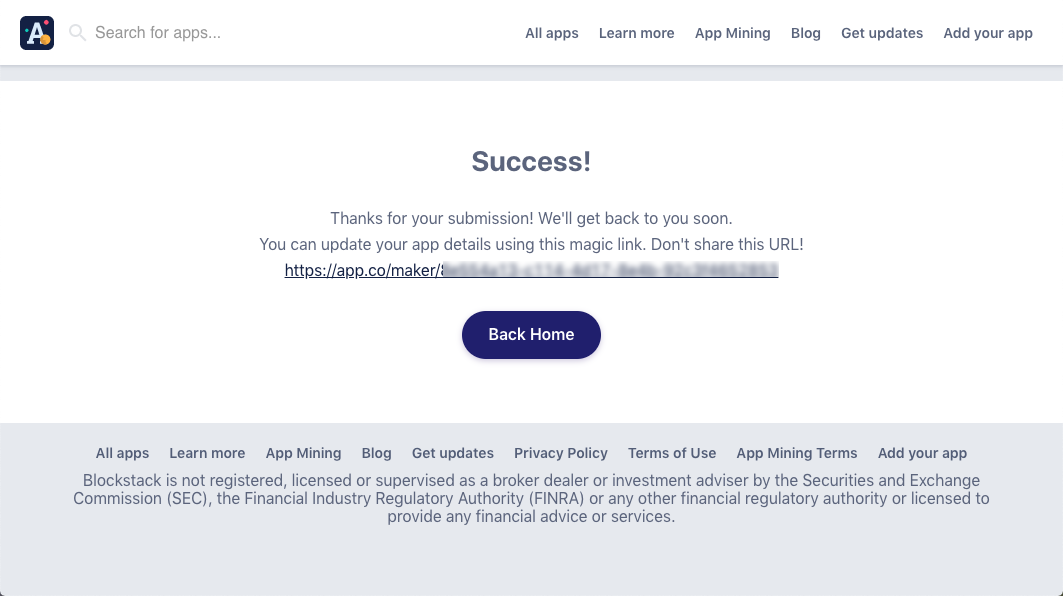 A
Search for apps...
All apps Learn more App Mining Blog Get updates Add your app
Success!
Thanks for your submission! We'll get back to you soon.
You can update your app details using this magic link. Don't share this URL!
https://app.co/maker/
Back Home
All apps Learn more App Mining Blog Get updates Privacy Policy Terms of Use App Mining Terms Add your app
Blockstack is not registered, licensed or supervised as a broker dealer or investment adviser by the Securities and Exchange
Commission (SEC), the Financial Industry Regulatory Authority (FINRA) or any other financial regulatory authority or licensed to
provide any financial advice or services.